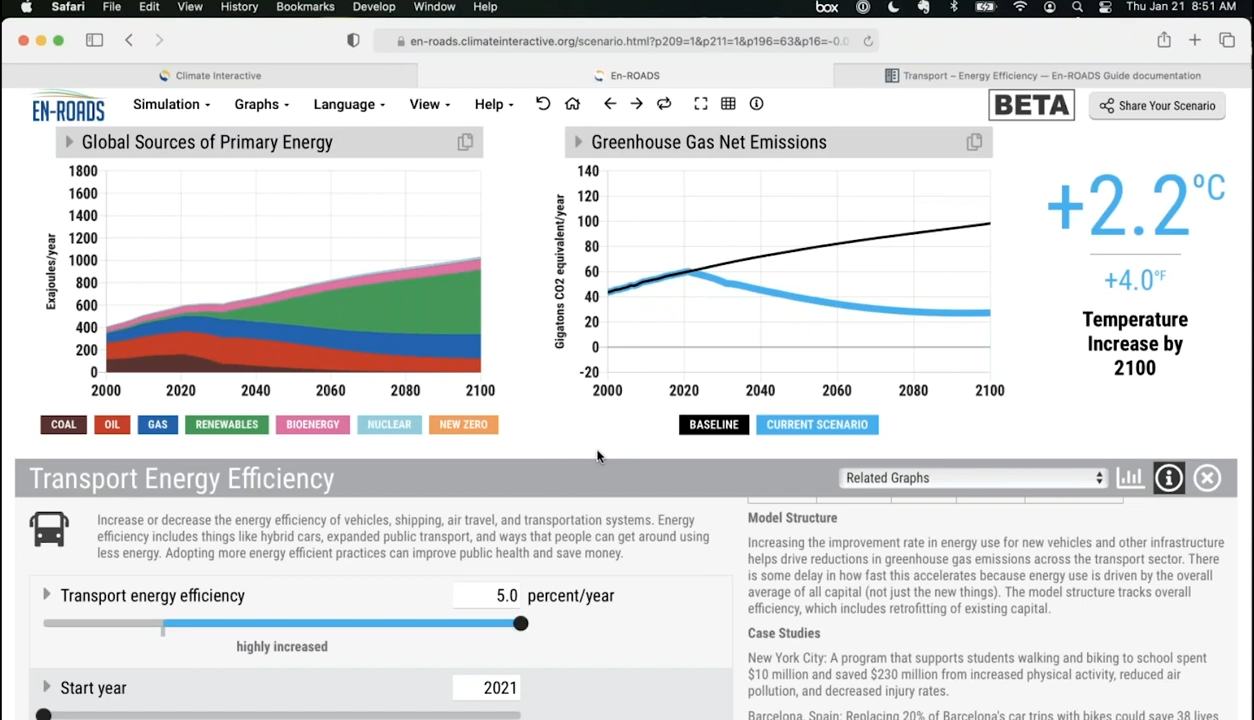 Safari File Edit View History Bookmarks Develop Window Help box Thu Jan 21 8:51 AM
en-roads.climateinteractive.org/scenario.html?p209=1&p211=1&p196=63&p16=-0.0
Climate Interactive En-ROADS Transport – Energy Efficiency — En-ROADS Guide documentation
EN-ROADS Simulation Graphs Language View Help BETA Share Your Scenario
Global Sources of Primary Energy
1800
1600
1400
1200
1000
800
600
400
200
0
Exajoules/year
2000 2020 2040 2060 2080 2100
COAL OIL GAS RENEWABLES BIOENERGY NUCLEAR NEW ZERO
Greenhouse Gas Net Emissions
140
120
100
80
60
40
20
0
-20
Gigatons CO2 equivalent/year
2000 2020 2040 2060 2080 2100
BASELINE CURRENT SCENARIO
+2.2°C
+4.0°F
Temperature
Increase by
2100
Transport Energy Efficiency
Related Graphs
Increase or decrease the energy efficiency of vehicles, shipping, air travel, and transportation systems. Energy
efficiency includes things like hybrid cars, expanded public transport, and ways that people can get around using
less energy. Adopting more energy efficient practices can improve public health and save money.
Transport energy efficiency 5.0 percent/year
highly increased
Start year 2021
Model Structure
Increasing the improvement rate in energy use for new vehicles and other infrastructure
helps drive reductions in greenhouse gas emissions across the transport sector. There
is some delay in how fast this accelerates because energy use is driven by the overall
average of all capital (not just the new things). The model structure tracks overall
efficiency, which includes retrofitting of existing capital.
Case Studies
New York City: A program that supports students walking and biking to school spent
$10 million and saved $230 million from increased physical activity, reduced air
pollution, and decreased injury rates.
Barcelona, Spain: Replacing 20% of Barcelona's car trips with bikes could save 38 lives